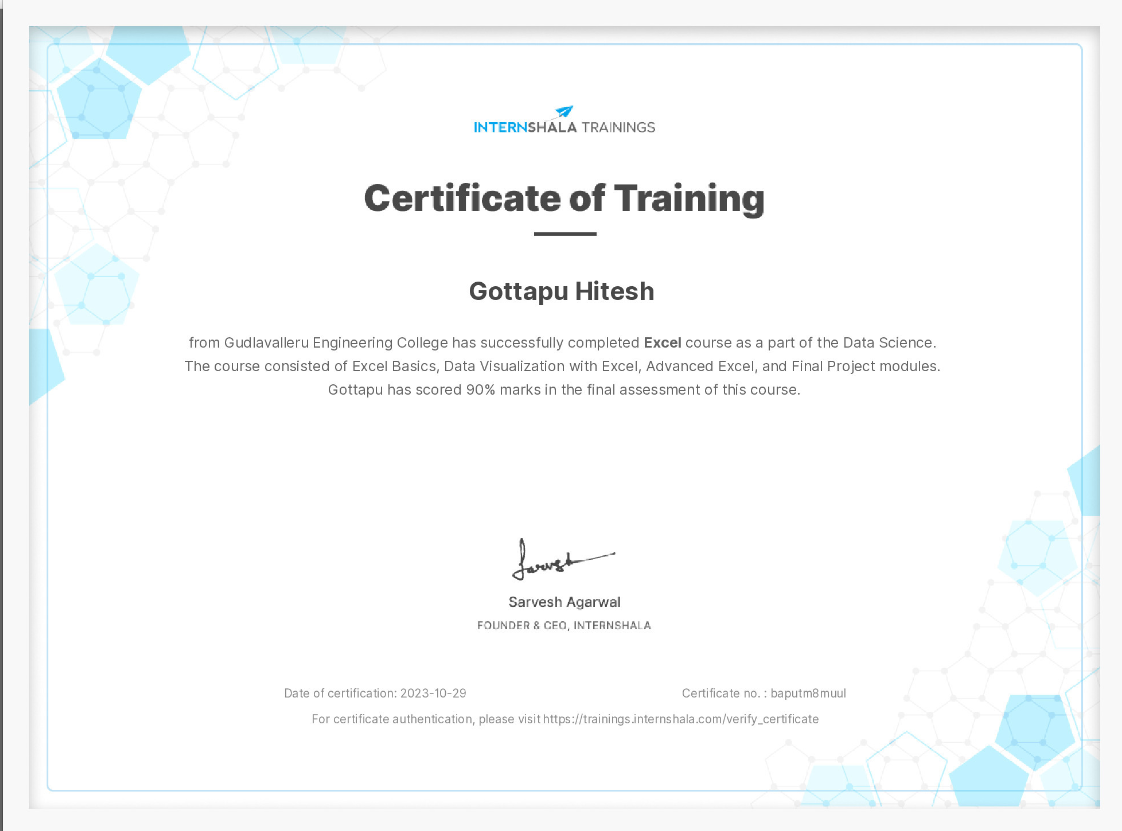 INTERNSHALA TRAININGS
Certificate of Training
Gottapu Hitesh
from Gudlavalleru Engineering College has successfully completed Excel course as a part of the Data Science.
The course consisted of Excel Basics, Data Visualization with Excel, Advanced Excel, and Final Project modules.
Gottapu has scored 90% marks in the final assessment of this course.
Sarvesh
Sarvesh Agarwal
FOUNDER & CEO, INTERNSHALA
Date of certification: 2023-10-29 Certificate no. : baputm8muul
For certificate authentication, please visit https://trainings.internshala.com/verify_certificate